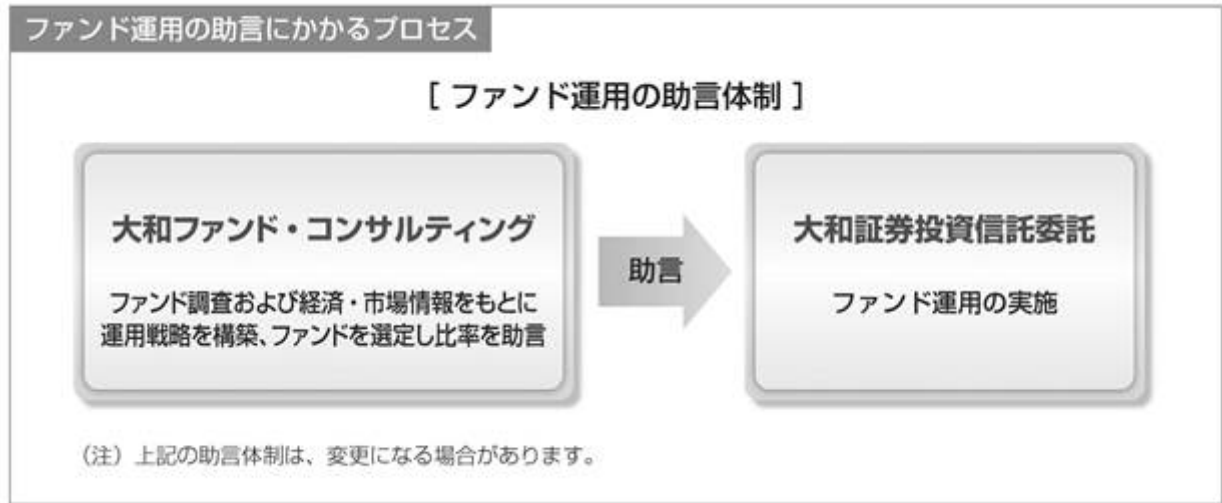 ファンド運用の助言にかかるプロセス
［ ファンド運用の助言体制 ］
大和ファンド・コンサルティング
ファンド調査および経済・市場情報をもとに
運用戦略を構築、ファンドを選定し比率を助言
助言
大和証券投資信託委託
ファンド運用の実施
（注）上記の助言体制は、変更になる場合があります。